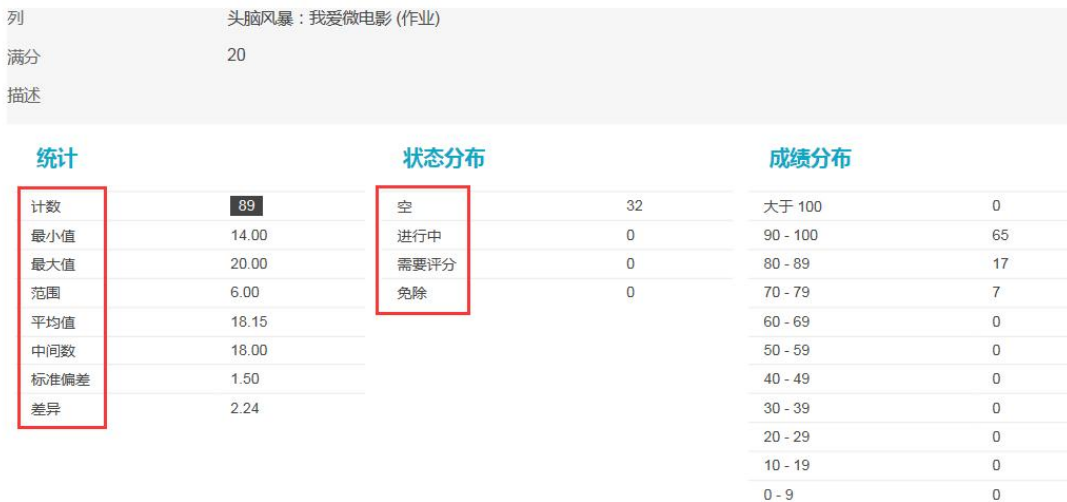 列 头脑风暴：我爱微电影 (作业)
满分 20
描述
统计 状态分布 成绩分布
计数 89 空 32 大于 100 0
最小值 14.00 进行中 0 90 - 100 65
最大值 20.00 需要评分 0 80 - 89 17
范围 6.00 免除 0 70 - 79 7
平均值 18.15 60 - 69 0
中间数 18.00 50 - 59 0
标准偏差 1.50 40 - 49 0
差异 2.24 30 - 39 0
20 - 29 0
10 - 19 0
0 - 9 0